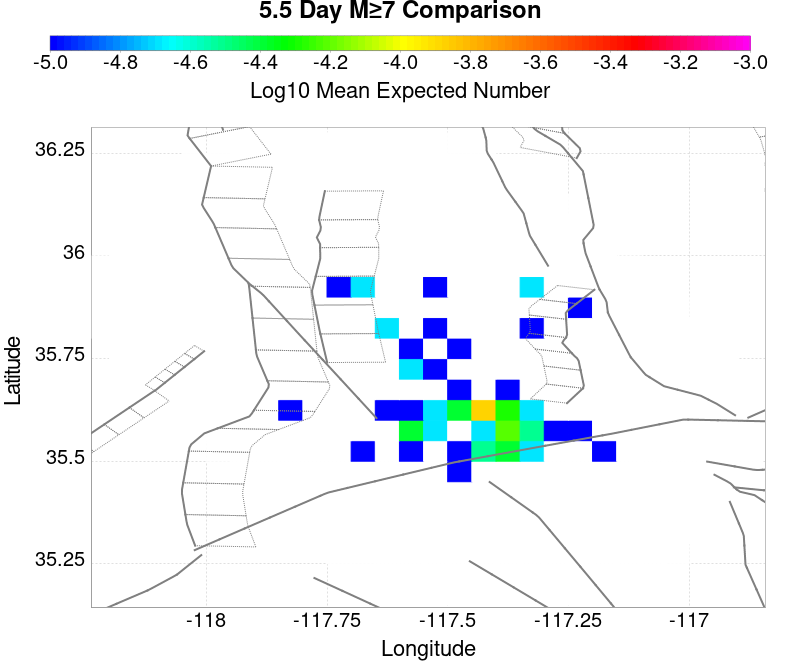 5.5 Day M≥7 Comparison
-5.0 -4.8 -4.6 -4.4 -4.2 -4.0 -3.8 -3.6 -3.4 -3.2 -3.0
Log10 Mean Expected Number
36.25
36
35.75
35.5
35.25
Latitude
-118 -117.75 -117.5 -117.25 -117
Longitude